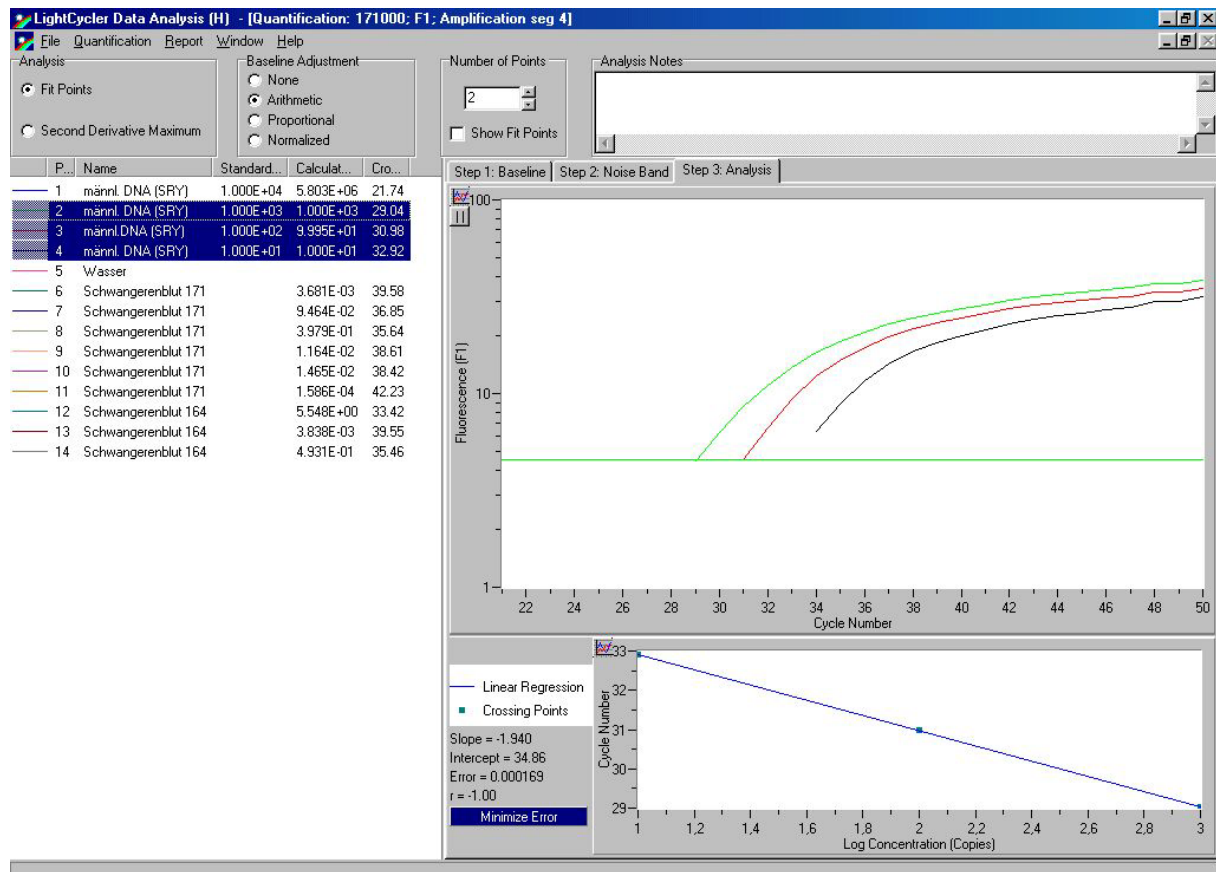 LightCycler Data Analysis (H) - [Quantification: 171000; F1; Amplification seg 4]
File Quantification Report Window Help
Analysis
Fit Points
Second Derivative Maximum
Baseline Adjustment
None
Arithmetic
Proportional
Normalized
Number of Points
2
Show Fit Points
Analysis Notes
P... Name Standard... Calculat... Cro...
1 männl. DNA (SRY) 1.000E+04 5.803E+06 21.74
2 männl. DNA (SRY) 1.000E+03 1.000E+03 29.04
3 männl.DNA (SRY) 1.000E+02 9.995E+01 30.98
4 männl. DNA (SRY) 1.000E+01 1.000E+01 32.92
5 Wasser
6 Schwangerenblut 171 3.681E-03 39.58
7 Schwangerenblut 171 9.464E-02 36.85
8 Schwangerenblut 171 3.979E-01 35.64
9 Schwangerenblut 171 1.164E-02 38.61
10 Schwangerenblut 171 1.465E-02 38.42
11 Schwangerenblut 171 1.586E-04 42.23
12 Schwangerenblut 164 5.548E+00 33.42
13 Schwangerenblut 164 3.838E-03 39.55
14 Schwangerenblut 164 4.931E-01 35.46
Step 1: Baseline Step 2: Noise Band Step 3: Analysis
100
10
1
Fluorescence (F1)
22 24 26 28 30 32 34 36 38 40 42 44 46 48 50
Cycle Number
Linear Regression
Crossing Points
Slope = -1.940
Intercept = 34.86
Error = 0.000169
r = -1.00
Minimize Error
33
32
31
30
29
Cycle Number
1 1,2 1,4 1,6 1,8 2 2,2 2,4 2,6 2,8 3
Log Concentration (Copies)